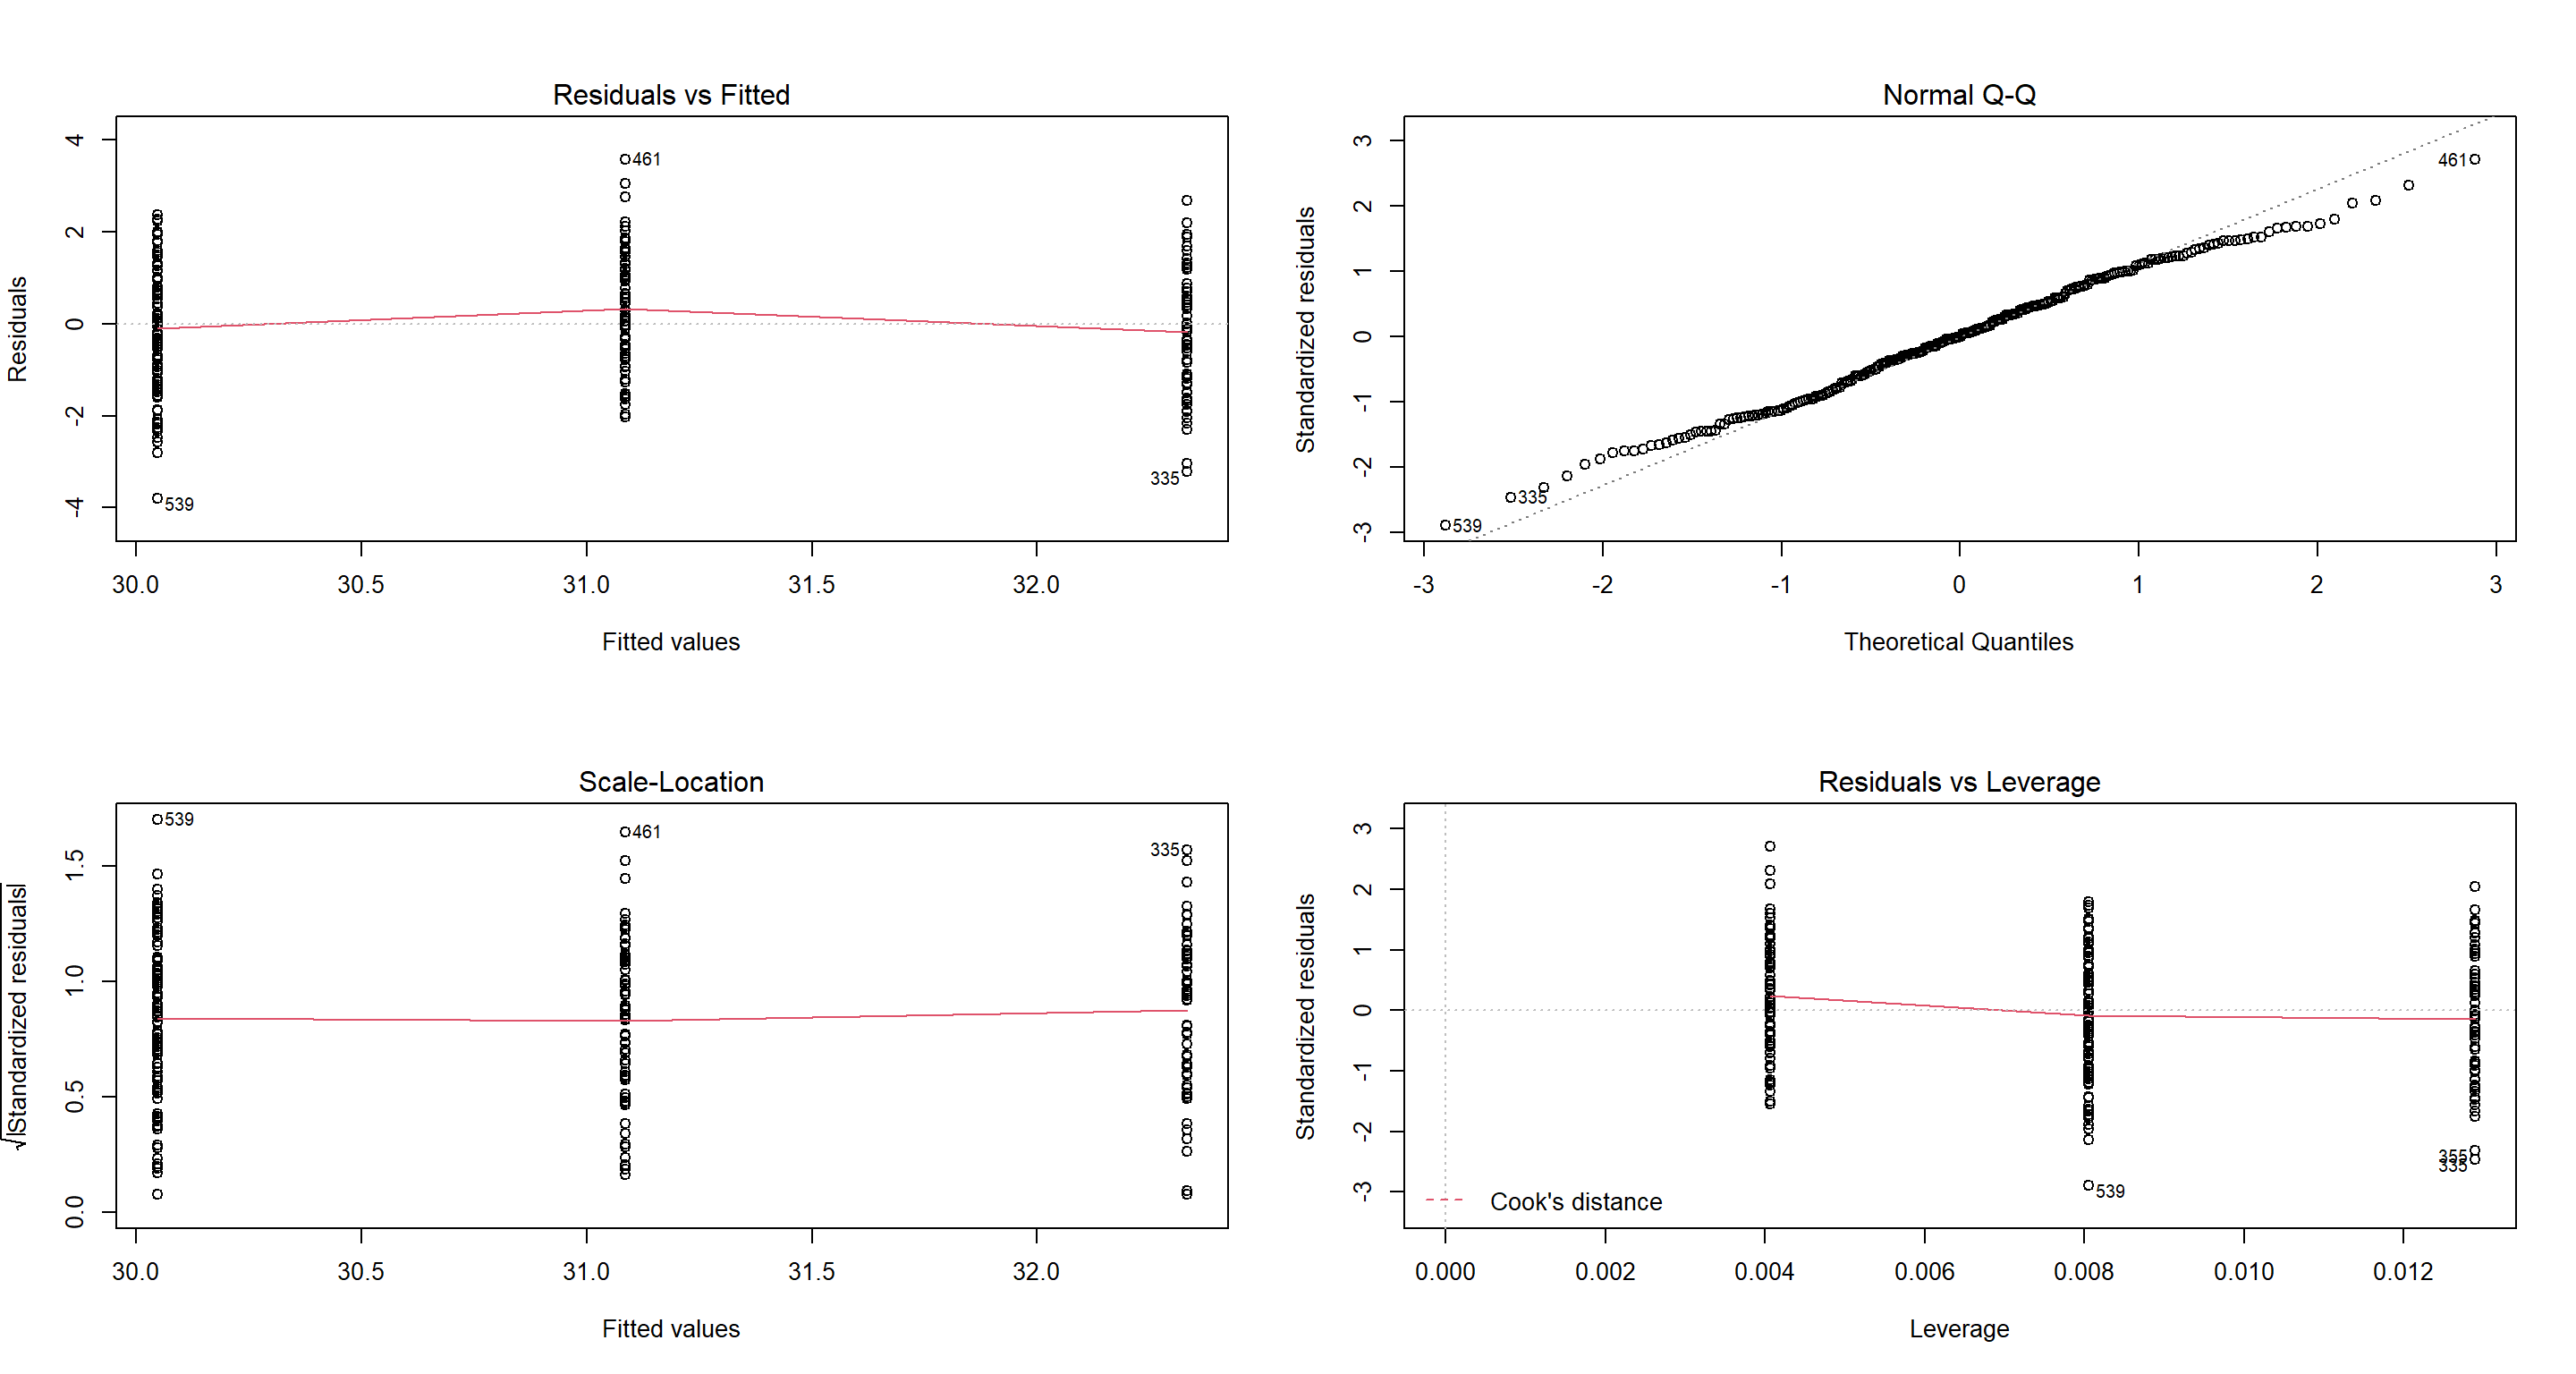 Residuals vs Fitted
Residuals
4
2
0
-2
-4
461
539
335
30.0 30.5 31.0 31.5 32.0
Fitted values
Normal Q-Q
Standardized residuals
3
2
1
0
-1
-2
-3
461
335
539
-3 -2 -1 0 1 2 3
Theoretical Quantiles
Scale-Location
√|Standardized residuals|
1.5
1.0
0.5
0.0
539
461
335
30.0 30.5 31.0 31.5 32.0
Fitted values
Residuals vs Leverage
Standardized residuals
3
2
1
0
-1
-2
-3
355
335
539
Cook's distance
0.000 0.002 0.004 0.006 0.008 0.010 0.012
Leverage